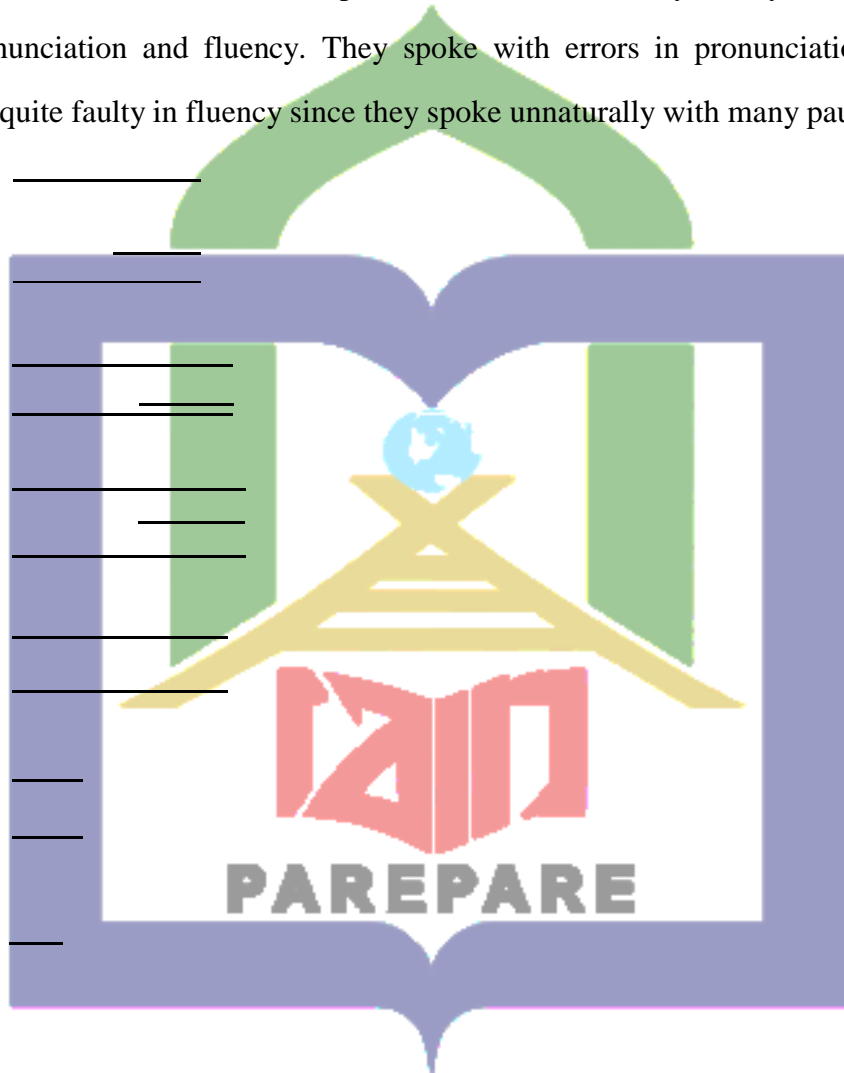 nunciation and fluency. They spoke with errors in pronunciatio
quite faulty in fluency since they spoke unnaturally with many pau
iain
PAREPARE